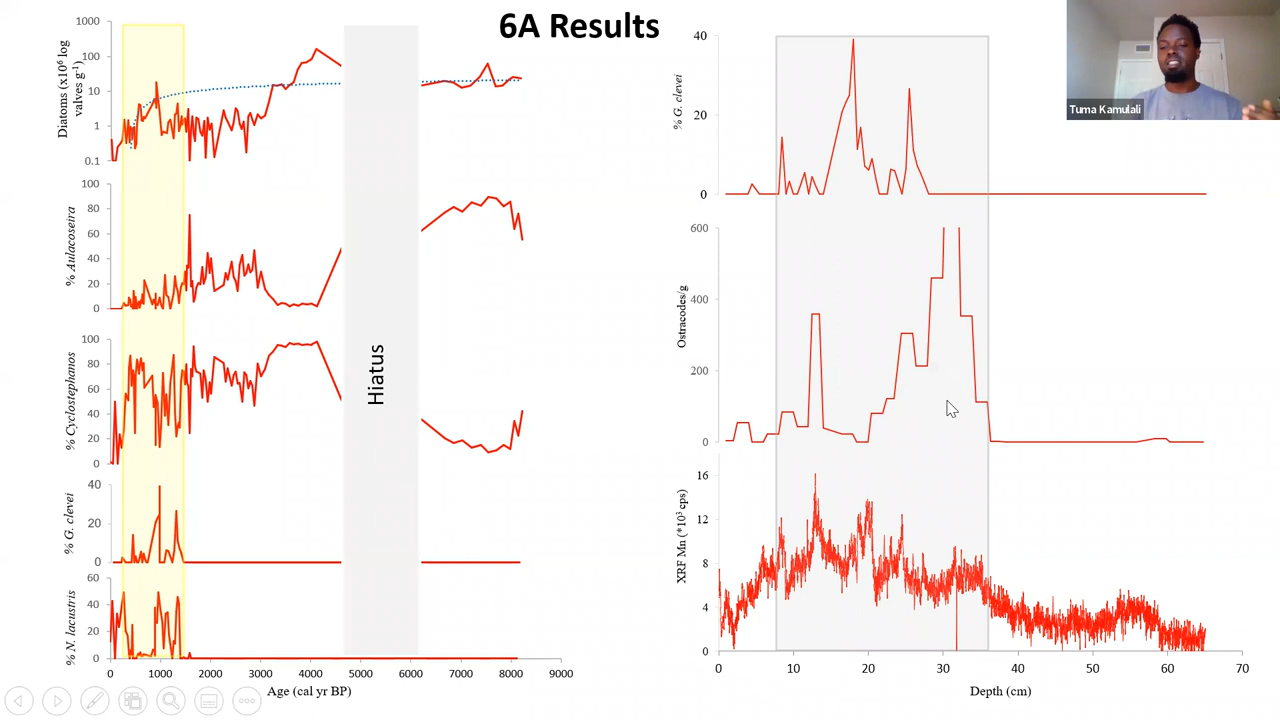 6A Results
Tuma Kamulali
Diatoms (x10⁶ log
valves g⁻¹)
1000
100
10
1
0.1
% Aulacoseira
100
80
60
40
20
0
% Cyclostephanos
100
80
60
40
20
0
% G. clevei
40
20
0
% N. lacustris
60
40
20
0
Hiatus
0 1000 2000 3000 4000 5000 6000 7000 8000 9000
Age (cal yr BP)
% G. clevei
40
20
0
Ostracodes/g
600
400
200
0
XRF Mn (*10³ cps)
16
12
8
4
0
0 10 20 30 40 50 60 70
Depth (cm)